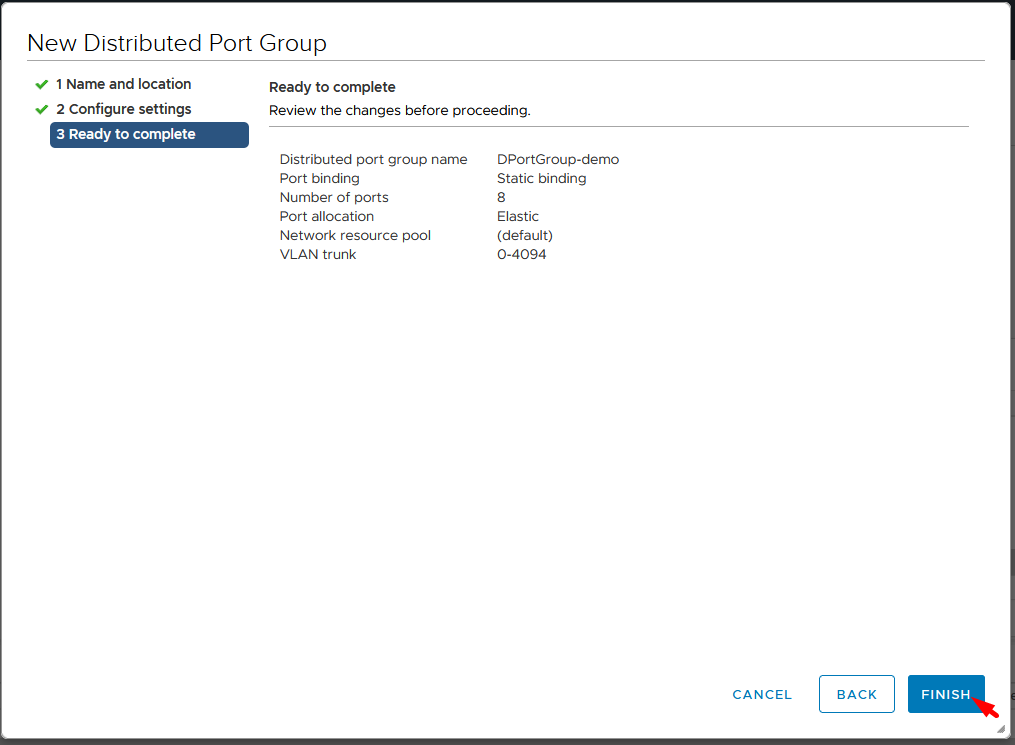 New Distributed Port Group
1 Name and location
2 Configure settings
3 Ready to complete
Ready to complete
Review the changes before proceeding.
Distributed port group name DPortGroup-demo
Port binding Static binding
Number of ports 8
Port allocation Elastic
Network resource pool (default)
VLAN trunk 0-4094
CANCEL BACK FINISH